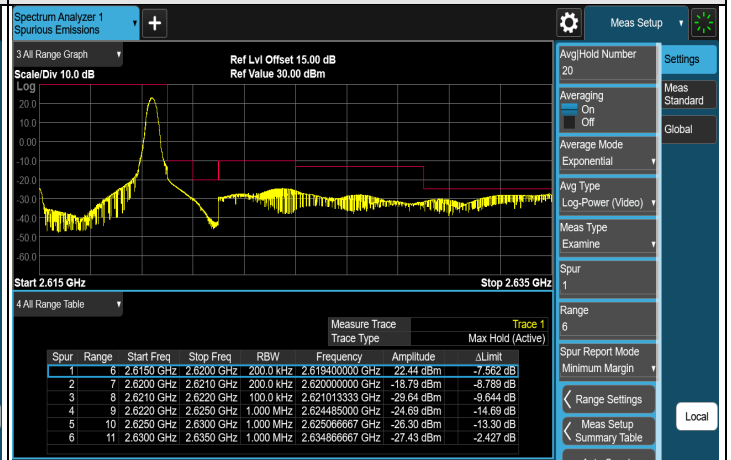 Spectrum Analyzer 1
Spurious Emissions
+
Meas Setup
3 All Range Graph
Scale/Div 10.0 dB
Ref Lvl Offset 15.00 dB
Ref Value 30.00 dBm
Log
20.0
10.0
0.00
-10.0
-20.0
-30.0
-40.0
-50.0
-60.0
Start 2.615 GHz
Stop 2.635 GHz
4 All Range Table
Measure Trace Trace 1
Trace Type Max Hold (Active)
Spur Range Start Freq Stop Freq RBW Frequency Amplitude ΔLimit
1 6 2.6150 GHz 2.6200 GHz 200.0 kHz 2.619400000 GHz 22.44 dBm -7.562 dB
2 7 2.6200 GHz 2.6210 GHz 200.0 kHz 2.620000000 GHz -18.79 dBm -8.789 dB
3 8 2.6210 GHz 2.6220 GHz 100.0 kHz 2.621013333 GHz -29.64 dBm -9.644 dB
4 9 2.6220 GHz 2.6250 GHz 1.000 MHz 2.624485000 GHz -24.69 dBm -14.69 dB
5 10 2.6250 GHz 2.6300 GHz 1.000 MHz 2.625066667 GHz -26.30 dBm -13.30 dB
6 11 2.6300 GHz 2.6350 GHz 1.000 MHz 2.634866667 GHz -27.43 dBm -2.427 dB
Avg|Hold Number
20
Averaging
On
Off
Average Mode
Exponential
Avg Type
Log-Power (Video)
Meas Type
Examine
Spur
1
Range
6
Spur Report Mode
Minimum Margin
Range Settings
Meas Setup
Summary Table
Settings
Meas
Standard
Global
Local